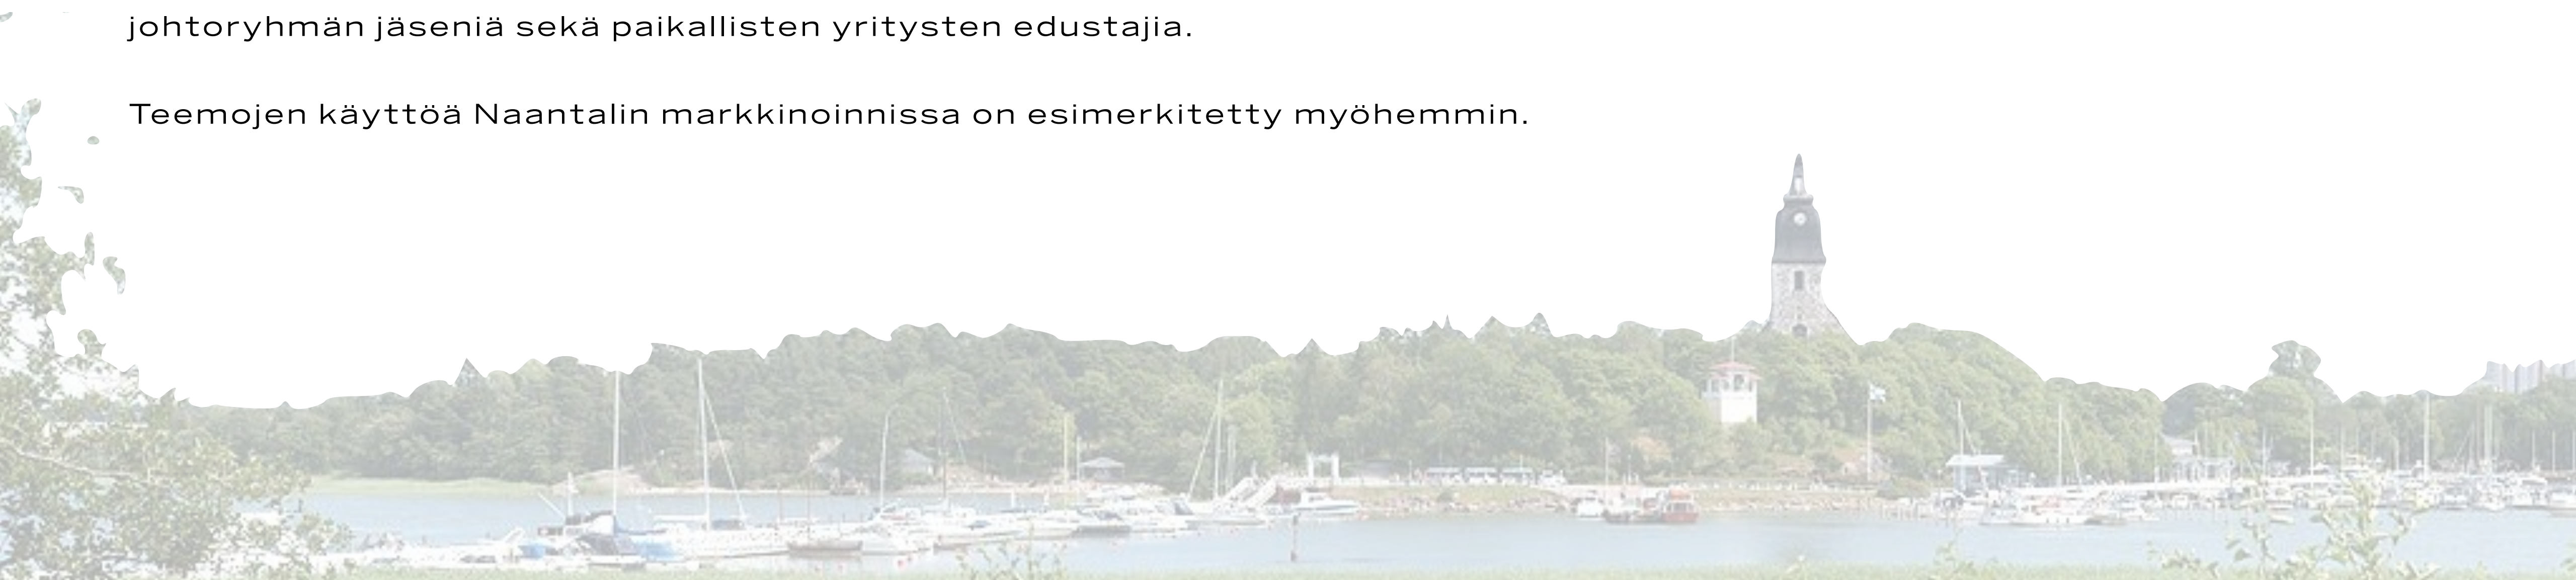 johtoryhmän jäseniä sekä paikallisten yritysten edustajia.
Teemojen käyttöä Naantalin markkinoinnissa on esimerkitetty myöhemmin.